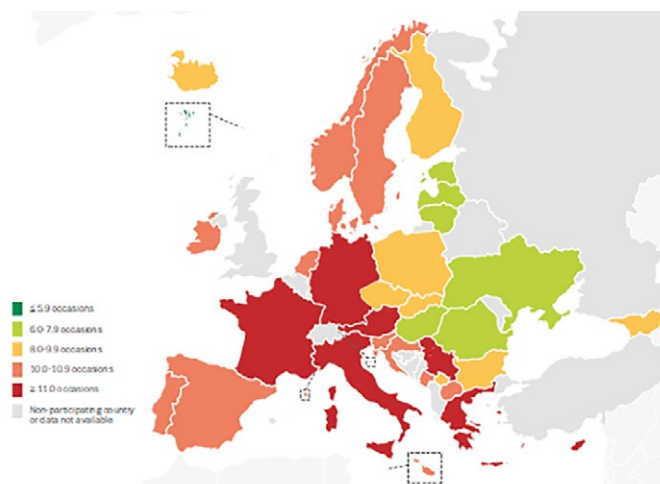 ≤ 5.9 occasions
6.0-7.9 occasions
8.0-9.9 occasions
10.0-10.9 occasions
≥ 11.0 occasions
Non-participating country
or data not available